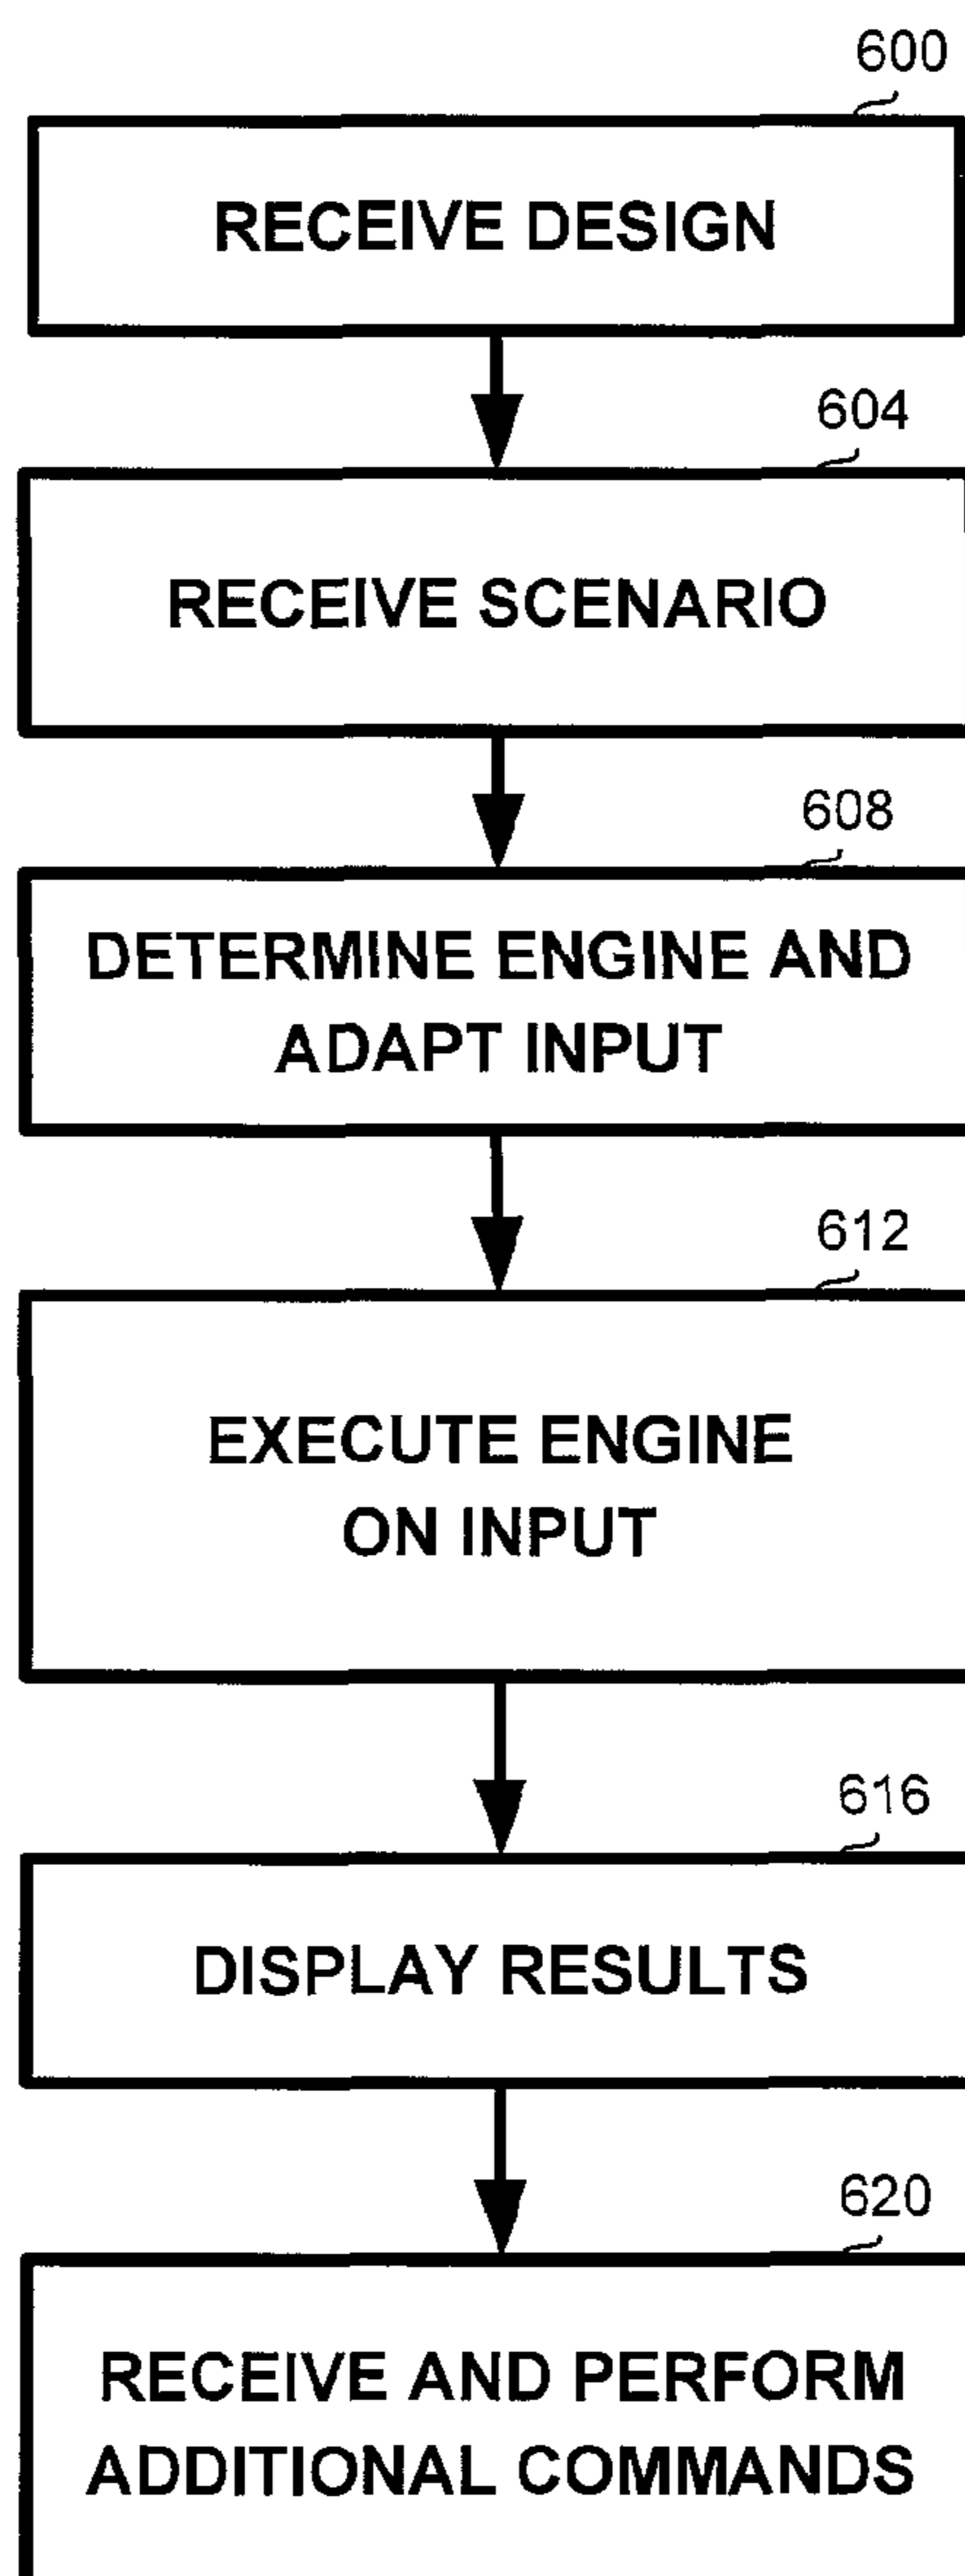 600
RECEIVE DESIGN
604
RECEIVE SCENARIO
608
DETERMINE ENGINE AND
ADAPT INPUT
612
EXECUTE ENGINE
ON INPUT
616
DISPLAY RESULTS
620
RECEIVE AND PERFORM
ADDITIONAL COMMANDS